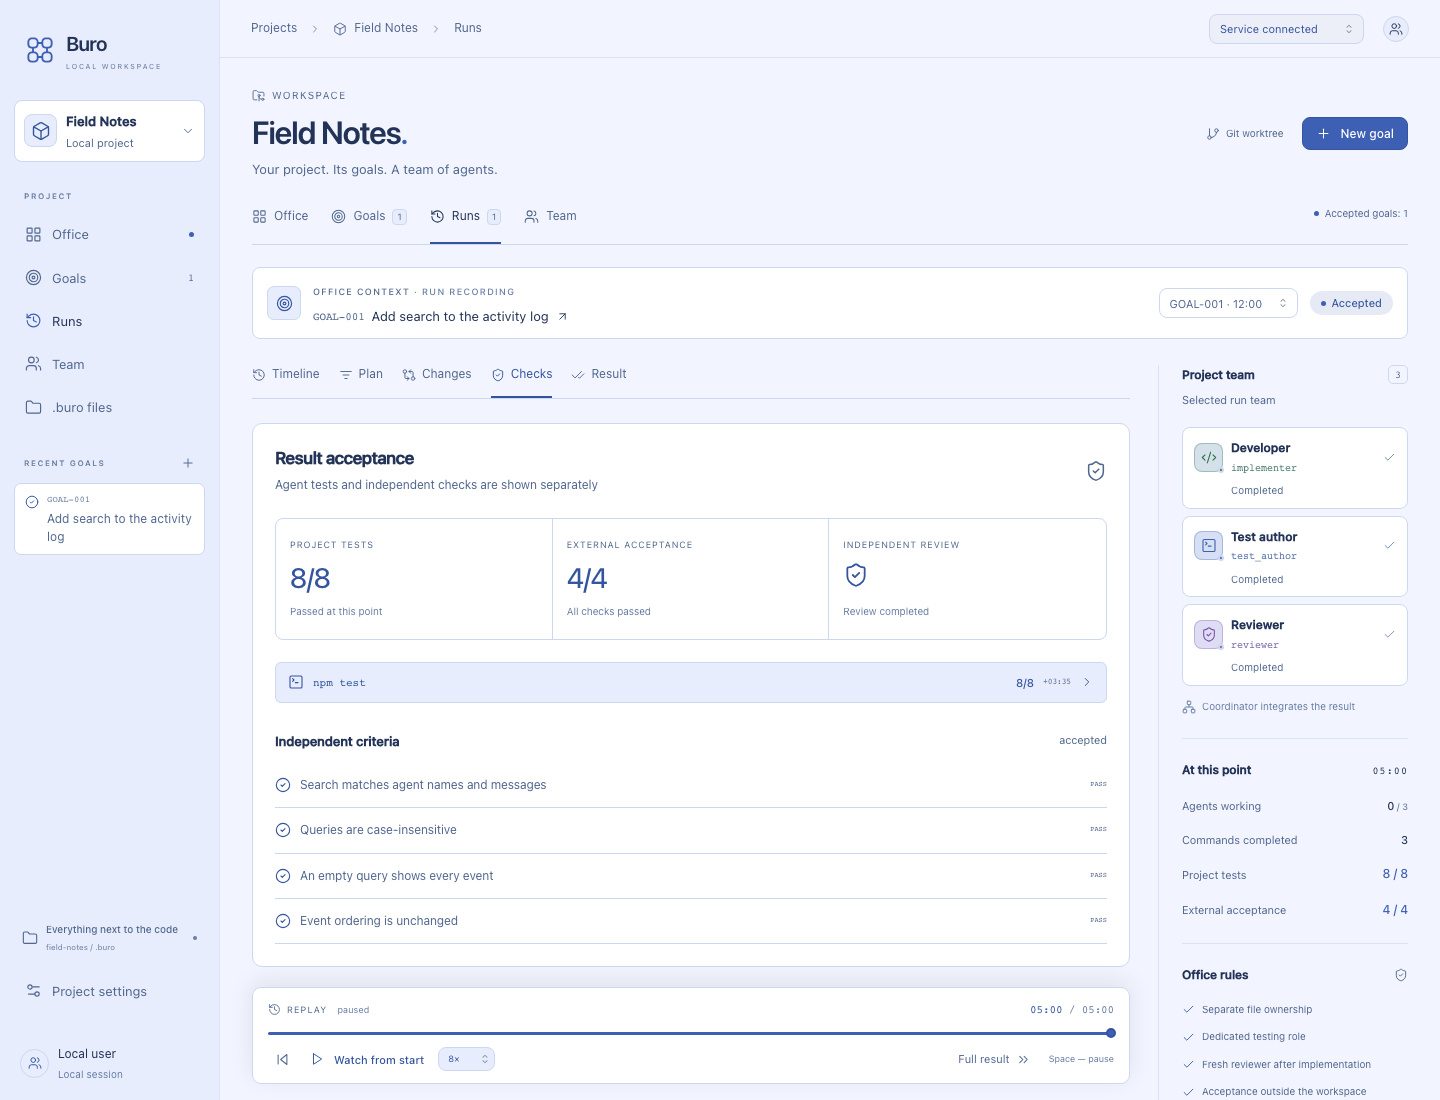 Buro
LOCAL WORKSPACE
Field Notes
Local project
PROJECT
Office
Goals 1
Runs
Team
.buro files
RECENT GOALS
GOAL-001
Add search to the activity
log
Everything next to the code
field-notes / .buro
Project settings
Local user
Local session
Projects
Field Notes
Runs
Service connected
WORKSPACE
Field Notes.
Your project. Its goals. A team of agents.
Git worktree
New goal
Office
Goals 1
Runs 1
Team
Accepted goals: 1
OFFICE CONTEXT · RUN RECORDING
GOAL-001 Add search to the activity log
GOAL-001 · 12:00
Accepted
Timeline
Plan
Changes
Checks
Result
Result acceptance
Agent tests and independent checks are shown separately
PROJECT TESTS
8/8
Passed at this point
EXTERNAL ACCEPTANCE
4/4
All checks passed
INDEPENDENT REVIEW
Review completed
npm test 8/8 +03:35
Independent criteria accepted
Search matches agent names and messages PASS
Queries are case-insensitive PASS
An empty query shows every event PASS
Event ordering is unchanged PASS
REPLAY paused 05:00 / 05:00
Watch from start 8× Full result Space — pause
Project team 3
Selected run team
Developer
implementer
Completed
Test author
test_author
Completed
Reviewer
reviewer
Completed
Coordinator integrates the result
At this point 05:00
Agents working 0 / 3
Commands completed 3
Project tests 8 / 8
External acceptance 4 / 4
Office rules
Separate file ownership
Dedicated testing role
Fresh reviewer after implementation
Acceptance outside the workspace